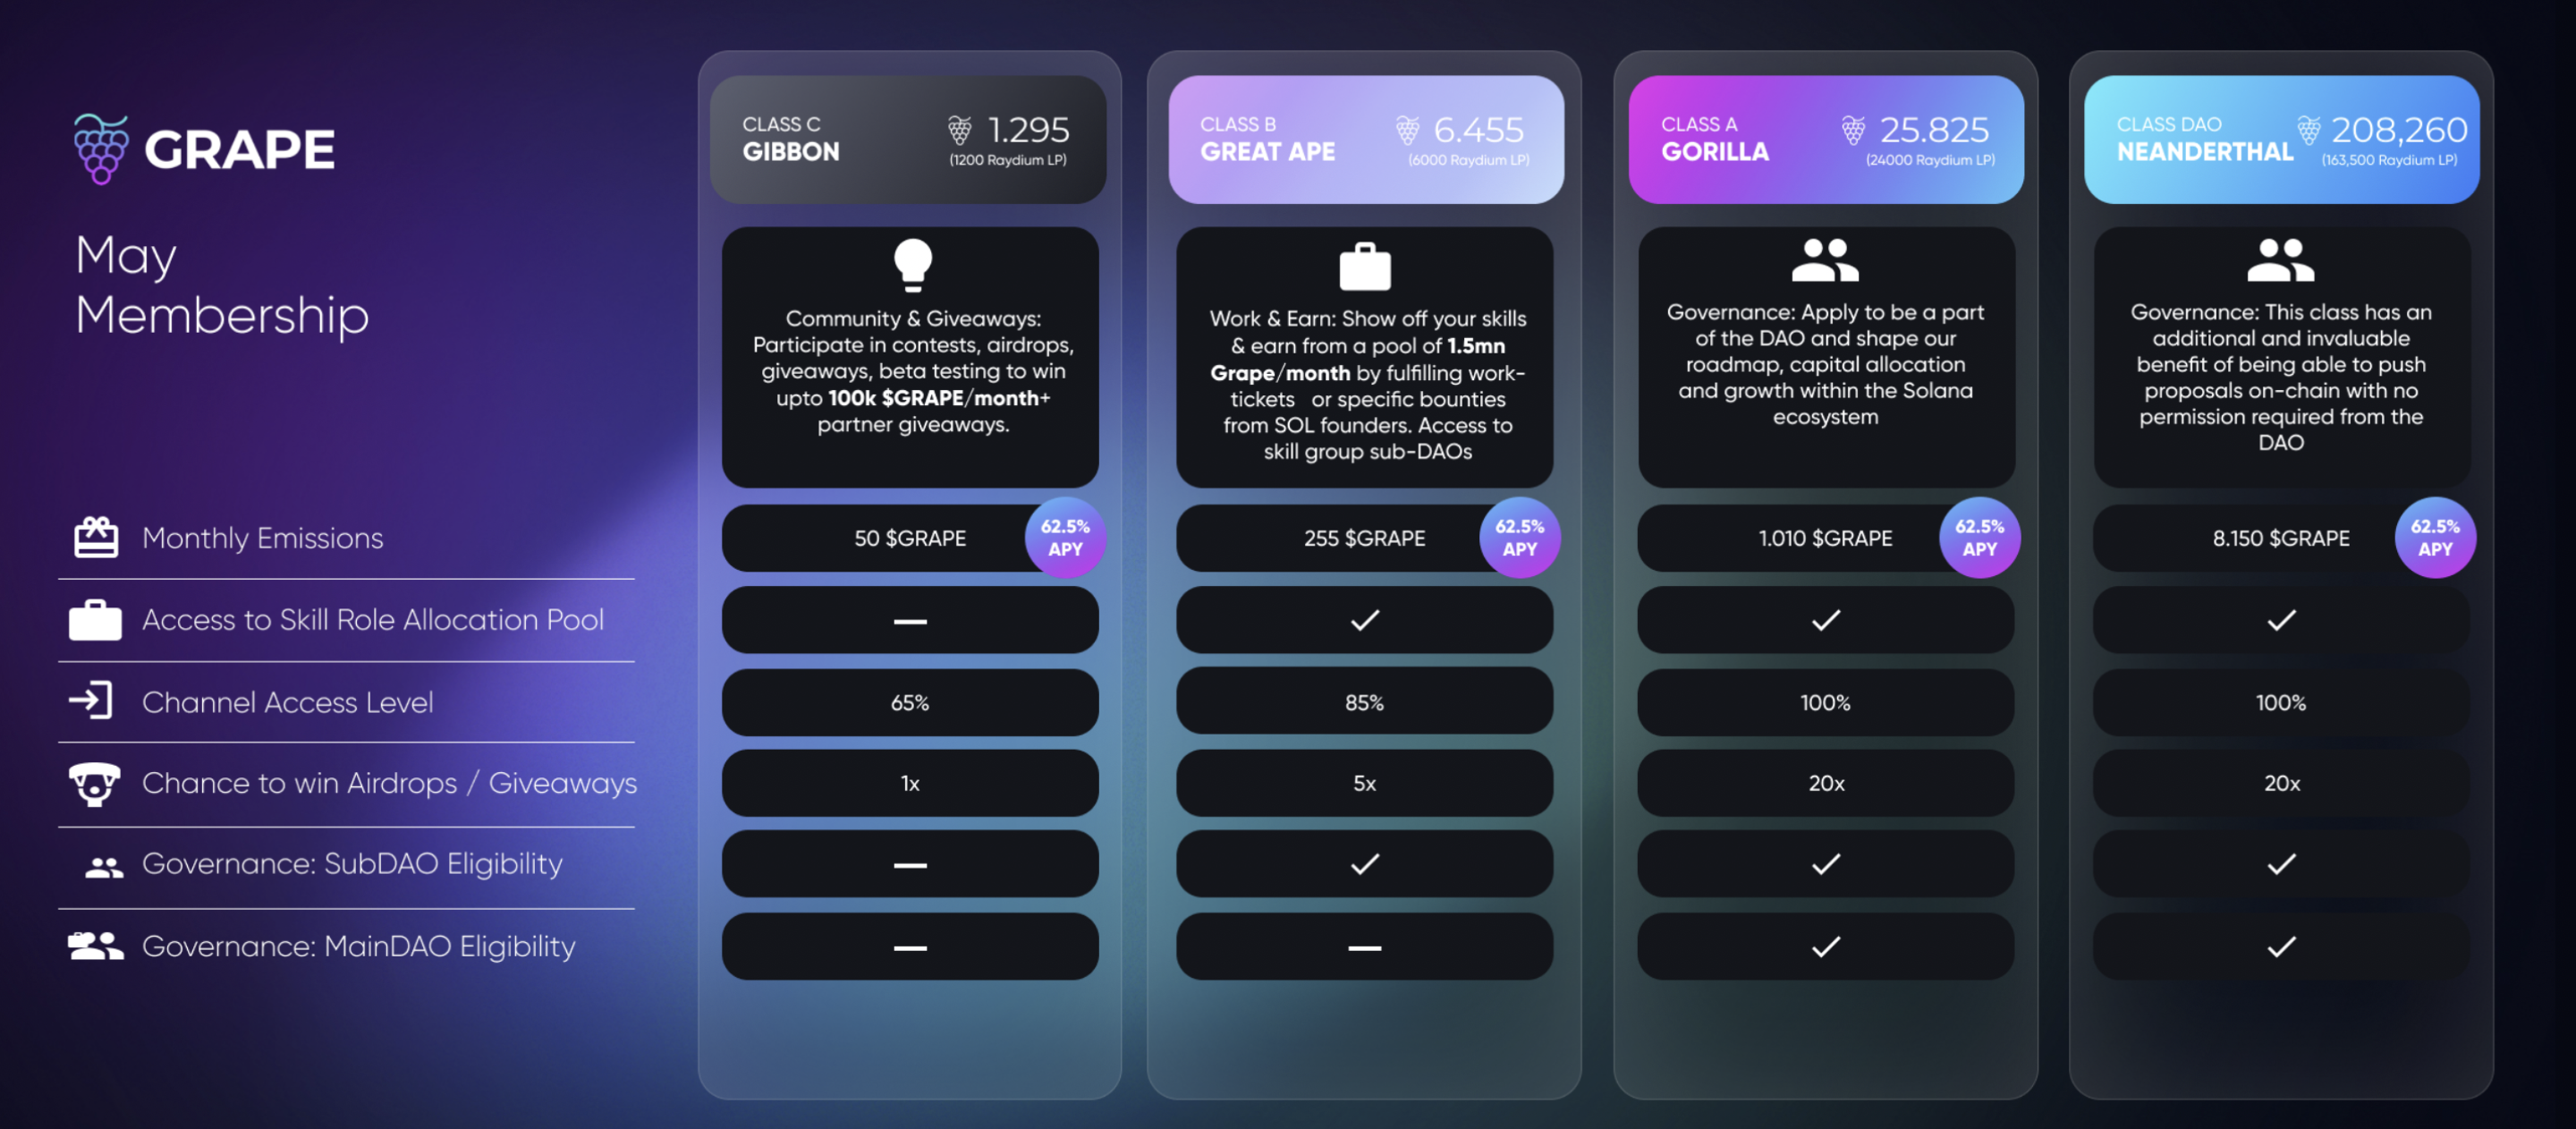 GRAPE
May
Membership
CLASS C
GIBBON
1.295
(1200 Raydium LP)
Community & Giveaways:
Participate in contests, airdrops,
giveaways, beta testing to win
upto 100k $GRAPE/month+
partner giveaways.
CLASS B
GREAT APE
6.455
(6000 Raydium LP)
Work & Earn: Show off your skills
& earn from a pool of 1.5mn
Grape/month by fulfilling work-
tickets or specific bounties
from SOL founders. Access to
skill group sub-DAOs
CLASS A
GORILLA
25.825
(24000 Raydium LP)
Governance: Apply to be a part
of the DAO and shape our
roadmap, capital allocation
and growth within the Solana
ecosystem
CLASS DAO
NEANDERTHAL
208,260
(163,500 Raydium LP)
Governance: This class has an
additional and invaluable
benefit of being able to push
proposals on-chain with no
permission required from the
DAO
Monthly Emissions
50 $GRAPE
62.5%
APY
255 $GRAPE
62.5%
APY
1.010 $GRAPE
62.5%
APY
8.150 $GRAPE
62.5%
APY
Access to Skill Role Allocation Pool
Channel Access Level
65%
85%
100%
100%
Chance to win Airdrops / Giveaways
1x
5x
20x
20x
Governance: SubDAO Eligibility
Governance: MainDAO Eligibility